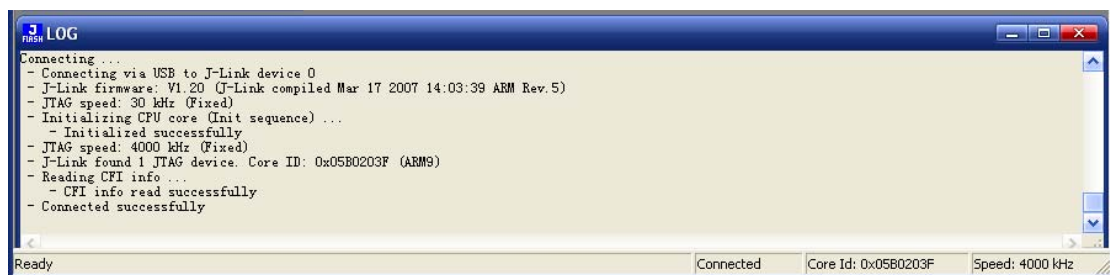 J
FLASH
LOG
Connecting ...
- Connecting via USB to J-Link device 0
- J-Link firmware: V1.20 (J-Link compiled Mar 17 2007 14:03:39 ARM Rev.5)
- JTAG speed: 30 kHz (Fixed)
- Initializing CPU core (Init sequence) ...
- Initialized successfully
- JTAG speed: 4000 kHz (Fixed)
- J-Link found 1 JTAG device. Core ID: 0x05B0203F (ARM9)
- Reading CFI info ...
- CFI info read successfully
- Connected successfully
Ready Connected Core Id: 0x05B0203F Speed: 4000 kHz